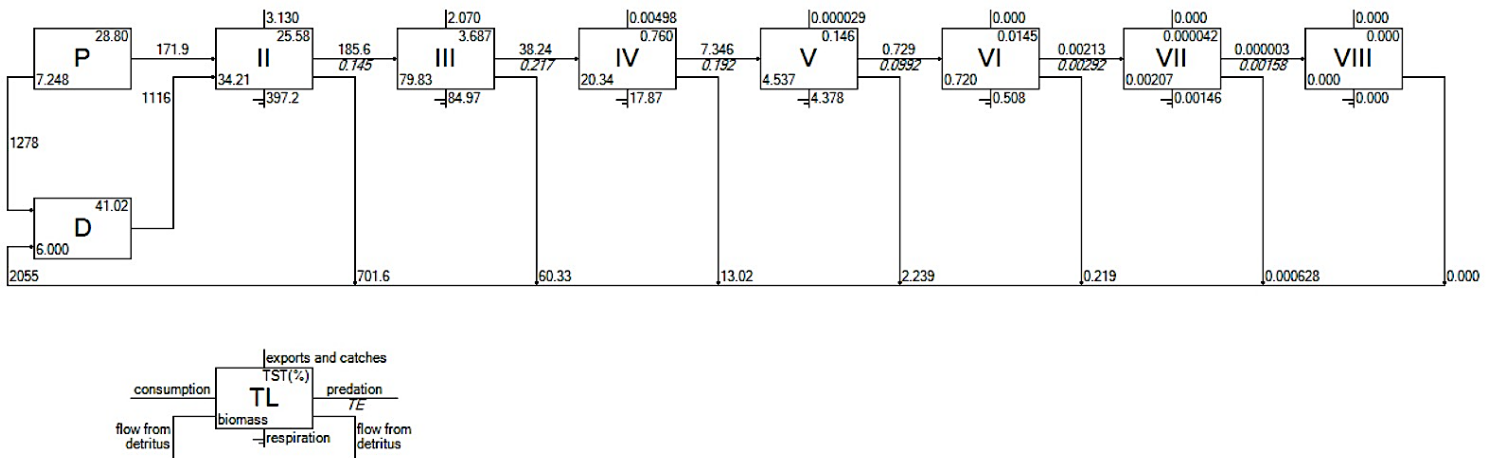 3.130 2.070 0.00498 0.000029 0.000 0.000 0.000
28.80 25.58 3.687 0.760 0.146 0.0145 0.000042 0.000
P 171.9 II 185.6 III 38.24 IV 7.346 V 0.729 VI 0.00213 VII 0.000003 VIII
0.145 0.217 0.192 0.0992 0.00292 0.00158
7.248 34.21 79.83 20.34 4.537 0.720 0.00207 0.000
1116 397.2 84.97 17.87 4.378 0.508 0.00146 0.000
1278
41.02
D
6.000
2055 701.6 60.33 13.02 2.239 0.219 0.000628 0.000
exports and catches
TST(%)
consumption TL predation
TE
biomass
flow from detritus respiration flow from detritus